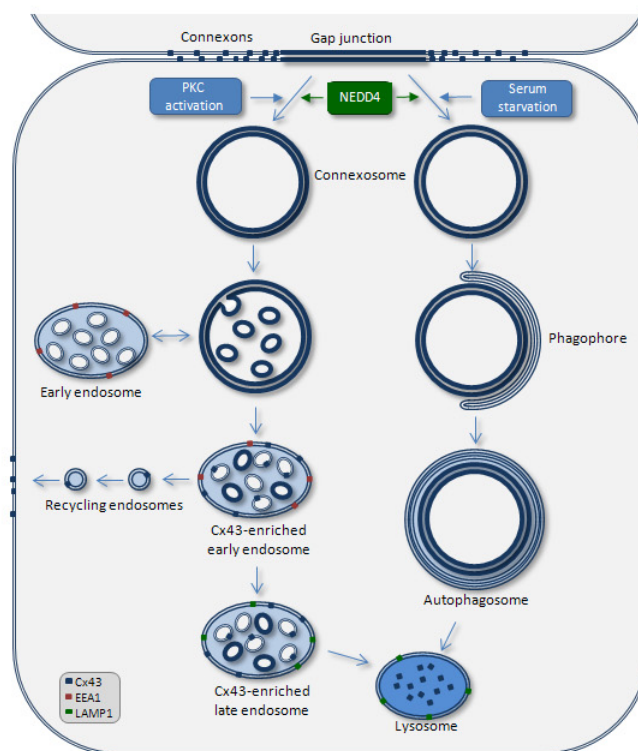 Connexons
Gap junction
PKC
activation
NEDD4
Serum
starvation
Connexosome
Phagophore
Early endosome
Recycling endosomes
Cx43-enriched
early endosome
Autophagosome
Cx43-enriched
late endosome
Lysosome
Cx43
EEA1
LAMP1